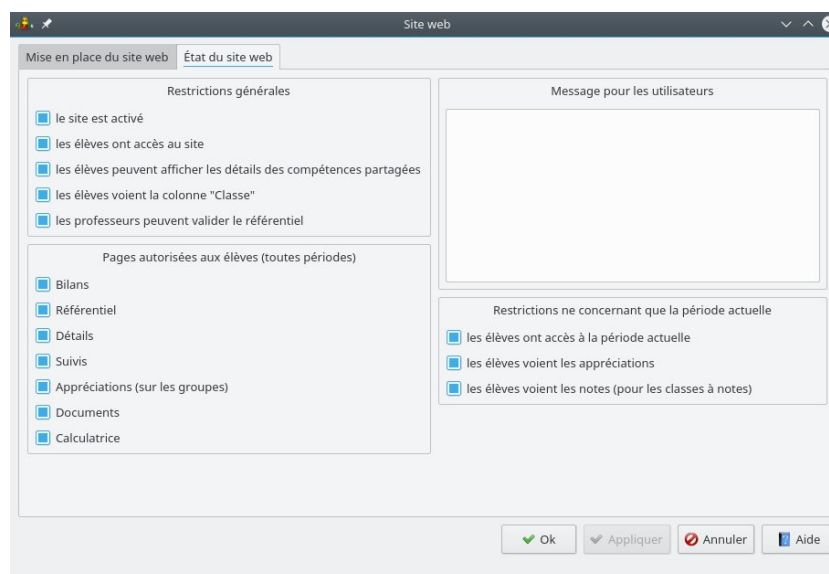 Site web
Mise en place du site web
État du site web
Restrictions générales
le site est activé
les élèves ont accès au site
les élèves peuvent afficher les détails des compétences partagées
les élèves voient la colonne "Classe"
les professeurs peuvent valider le référentiel
Pages autorisées aux élèves (toutes périodes)
Bilans
Référentiel
Détails
Suivis
Appréciations (sur les groupes)
Documents
Calculatrice
Message pour les utilisateurs
Restrictions ne concernant que la période actuelle
les élèves ont accès à la période actuelle
les élèves voient les appréciations
les élèves voient les notes (pour les classes à notes)
Ok
Appliquer
Annuler
Aide